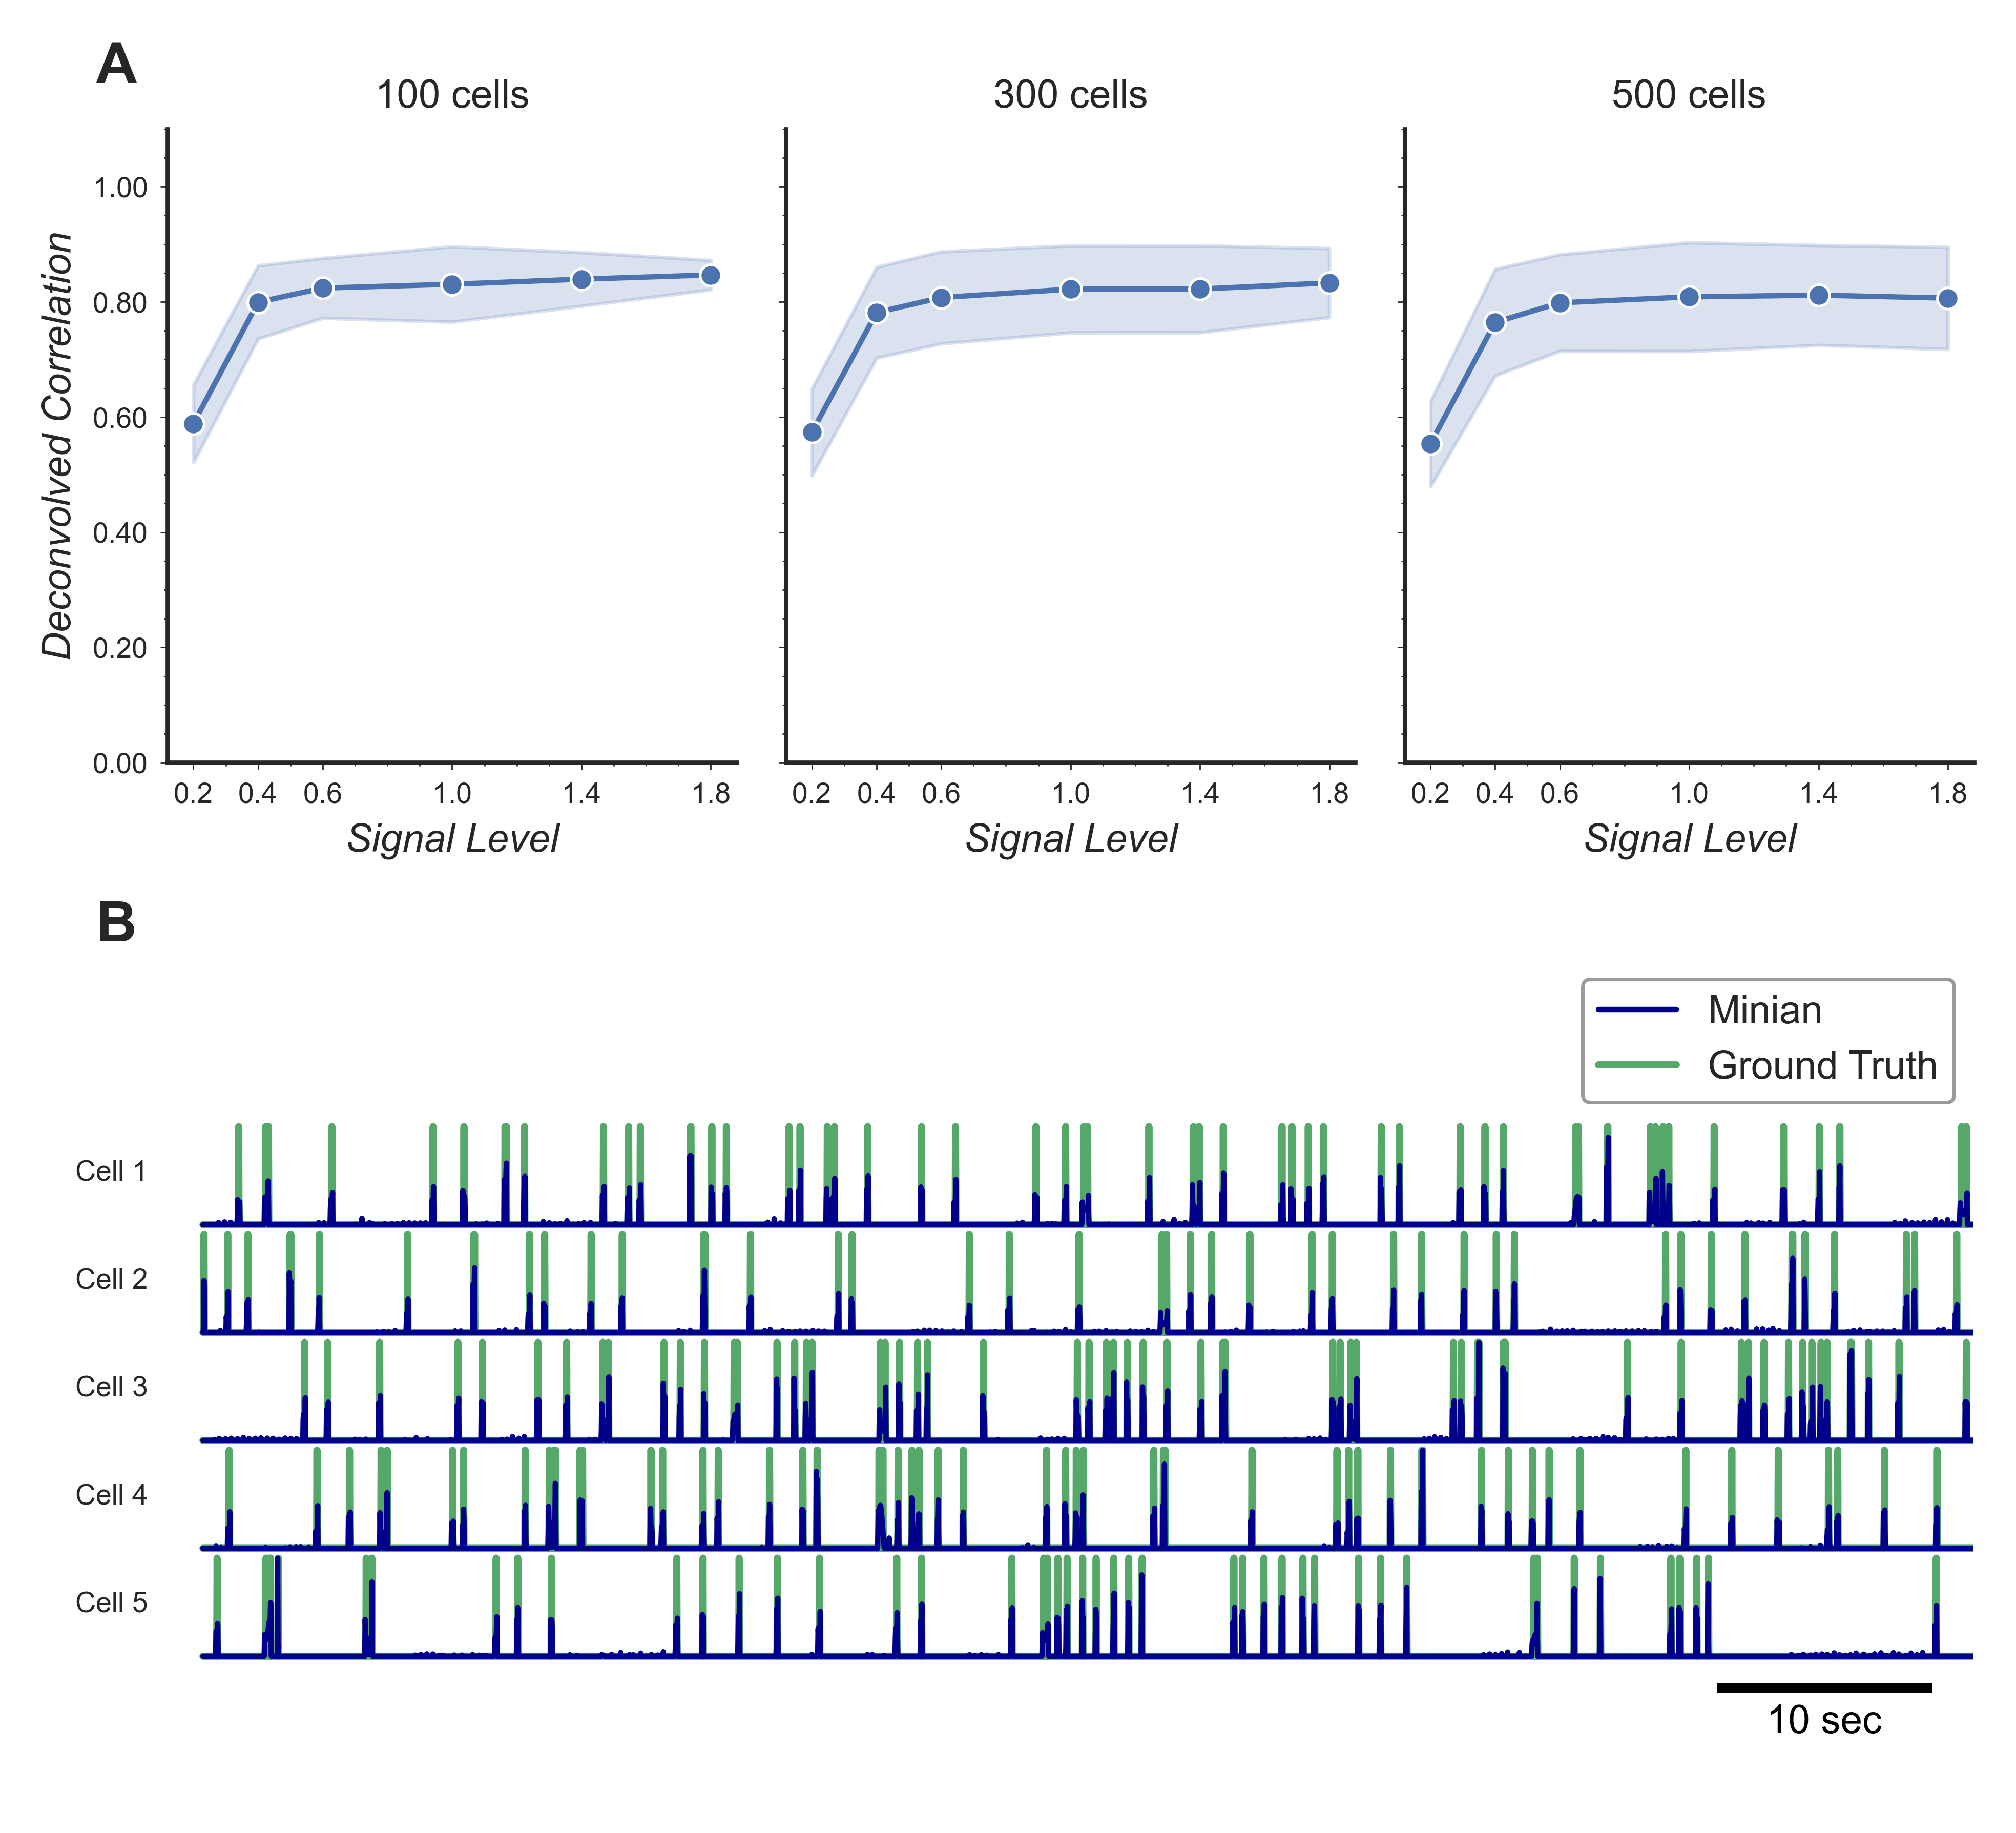 A
100 cells
300 cells
500 cells
Deconvolved Correlation
1.00
0.80
0.60
0.40
0.20
0.00
0.2 0.4 0.6 1.0 1.4 1.8
0.2 0.4 0.6 1.0 1.4 1.8
0.2 0.4 0.6 1.0 1.4 1.8
Signal Level
Signal Level
Signal Level
B
Minian
Ground Truth
Cell 1
Cell 2
Cell 3
Cell 4
Cell 5
10 sec